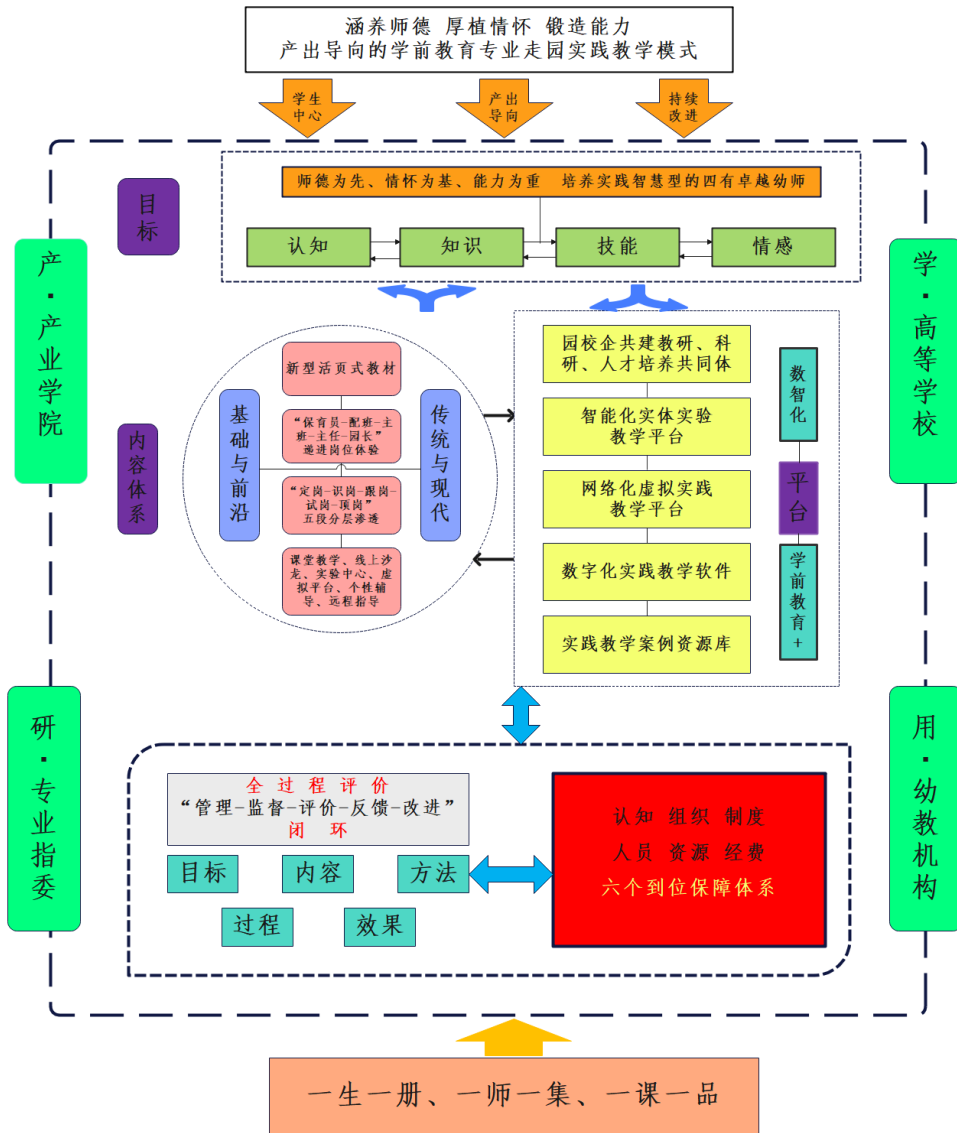 涵养师德 厚植情怀 锻造能力
产出导向的学前教育专业走园实践教学模式
学生
中心
产出
导向
持续
改进
目标
师德为先、情怀为基、能力为重 培养实践智慧型的四有卓越幼师
认知
知识
技能
情感
产·产业学院
学·高等学校
内容体系
基础与前沿
新型活页式教材
“保育员-配班-主
班-主任-园长”
递进岗位体验
“定岗-识岗-跟岗-
试岗-顶岗”
五段分层渗透
课堂教学、线上沙
龙、实验中心、虚
拟平台、个性辅
导、远程指导
传统与现代
园校企共建教研、科
研、人才培养共同体
智能化实体实验
教学平台
网络化虚拟实践
教学平台
数字化实践教学软件
实践教学案例资源库
数智化
平台
学前教育+
研·专业指委
用·幼教机构
全过程评价
“管理-监督-评价-反馈-改进”
闭 环
目标
内容
方法
过程
效果
认知 组织 制度
人员 资源 经费
六个到位保障体系
一生一册、一师一集、一课一品